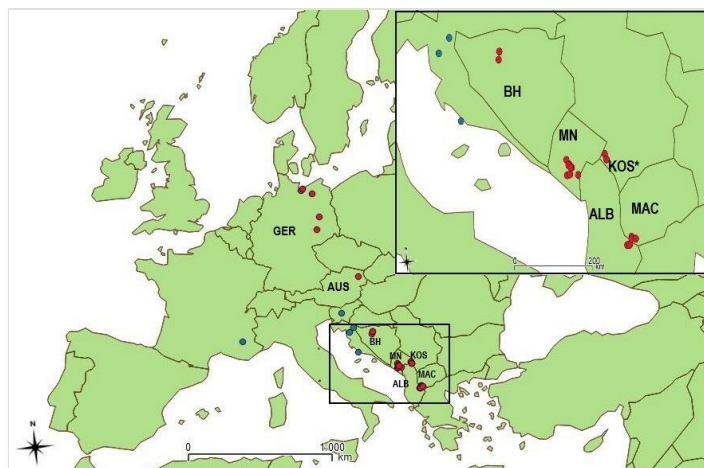 BH
MN
KOS*
ALB
MAC
0 200
km
GER
AUS
BH
MN
KOS
MAC
ALB
N
0 1 000
km